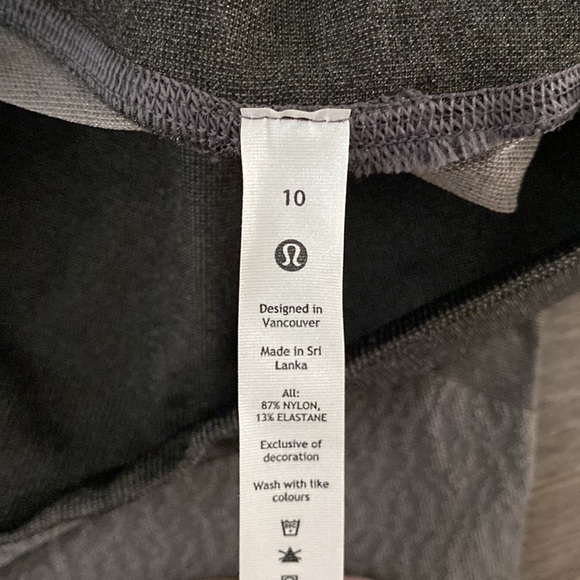 10
Designed in
Vancouver
Made in Sri
Lanka
All:
87% NYLON,
13% ELASTANE
Exclusive of
decoration
Wash with like
colours